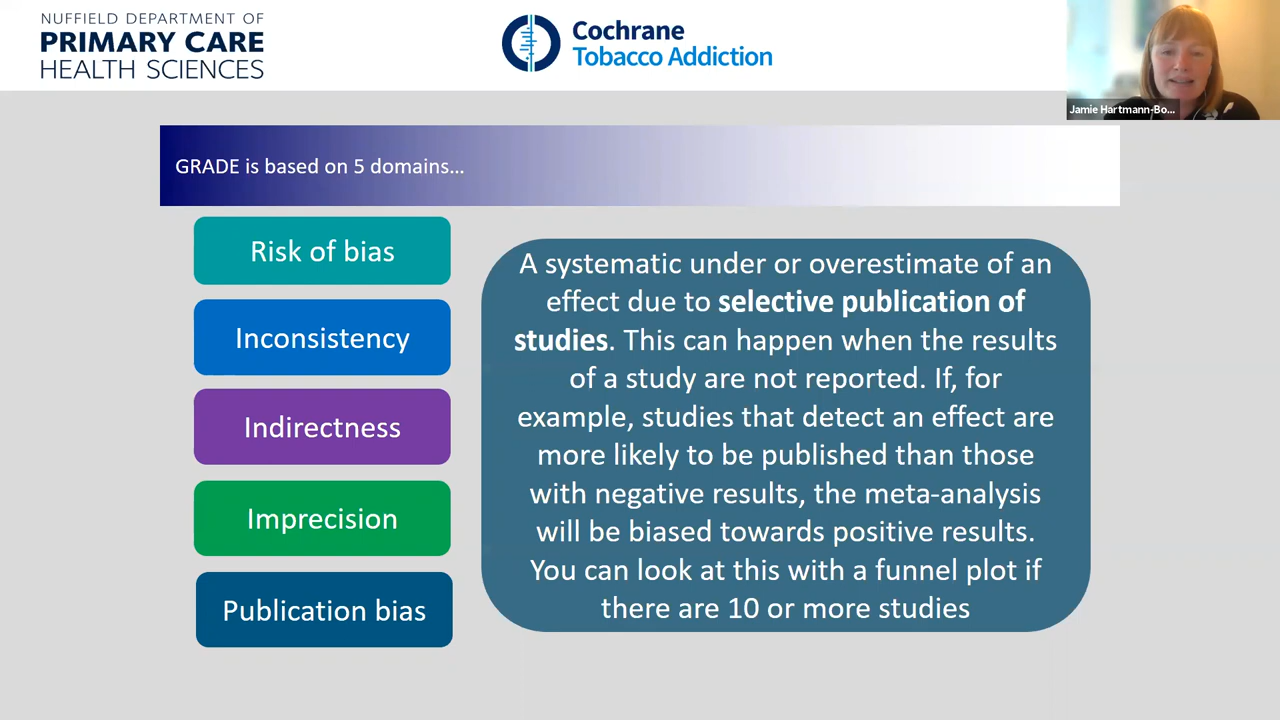 NUFFIELD DEPARTMENT OF
PRIMARY CARE
HEALTH SCIENCES
Cochrane
Tobacco Addiction
Jamie Hartmann-Bo...
GRADE is based on 5 domains...
Risk of bias
Inconsistency
Indirectness
Imprecision
Publication bias
A systematic under or overestimate of an
effect due to selective publication of
studies. This can happen when the results
of a study are not reported. If, for
example, studies that detect an effect are
more likely to be published than those
with negative results, the meta-analysis
will be biased towards positive results.
You can look at this with a funnel plot if
there are 10 or more studies